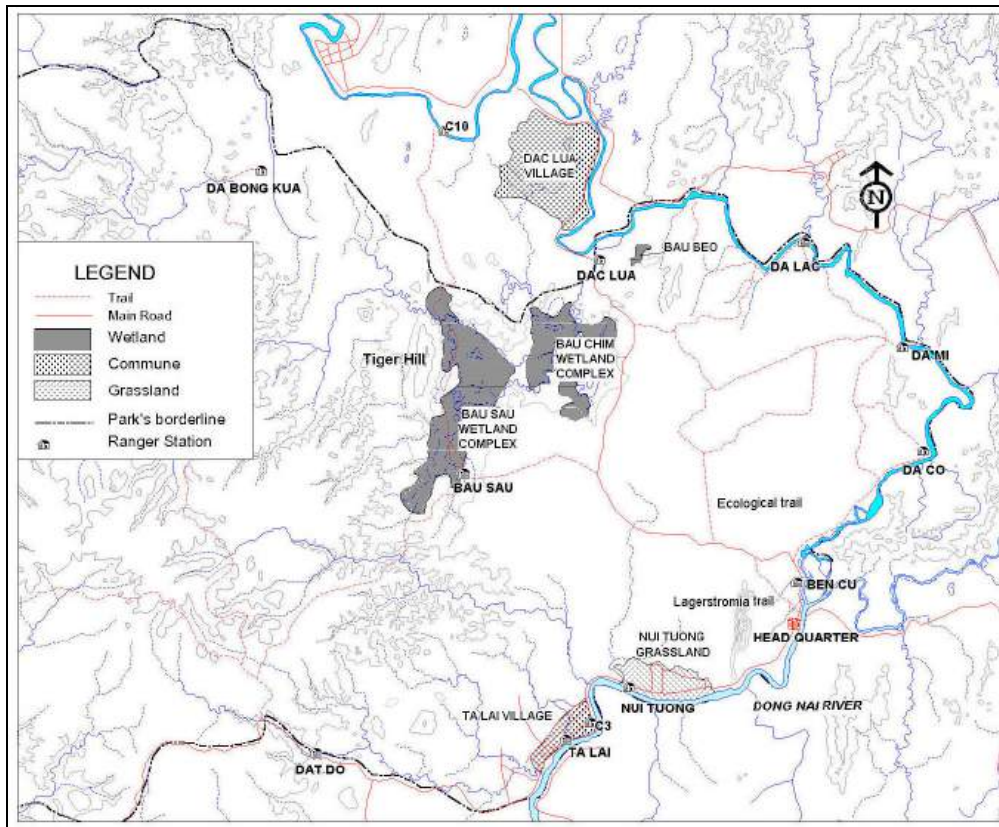 C10
DAC LUA
VILLAGE
DA BONG KUA
N
BAU BEO
DAC LUA
DA LAC
LEGEND
Trail
Main Road
Wetland
Commune
Grassland
Park's borderline
Ranger Station
Tiger Hill
BAU CHIM
WETLAND
COMPLEX
DA MI
BAU SAU
WETLAND
COMPLEX
BAU SAU
DA CO
Ecological trail
BEN CU
Lagerstromia trail
HEAD QUARTER
NUI TUONG
GRASSLAND
NUI TUONG
DONG NAI RIVER
TA LAI VILLAGE
C3
TA LAI
DAT DO